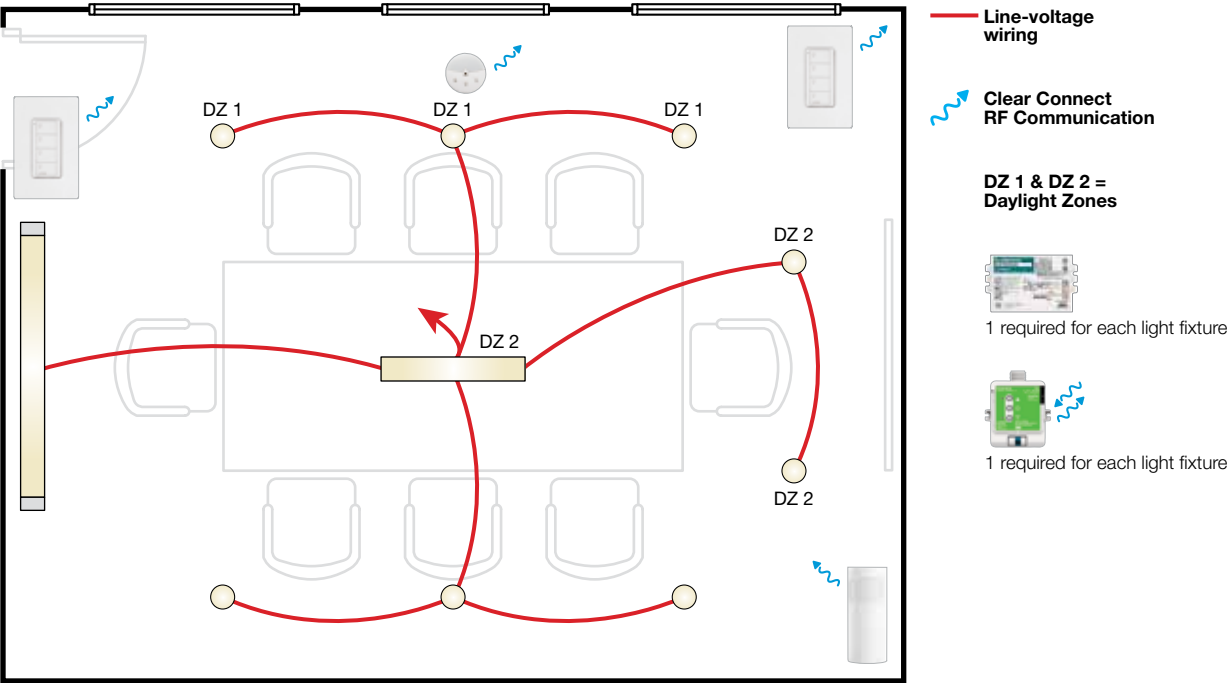 Line-voltage
wiring
Clear Connect
RF Communication
DZ 1 & DZ 2 =
Daylight Zones
1 required for each light fixture
1 required for each light fixture
DZ 1
DZ 1
DZ 1
DZ 2
DZ 2
DZ 2